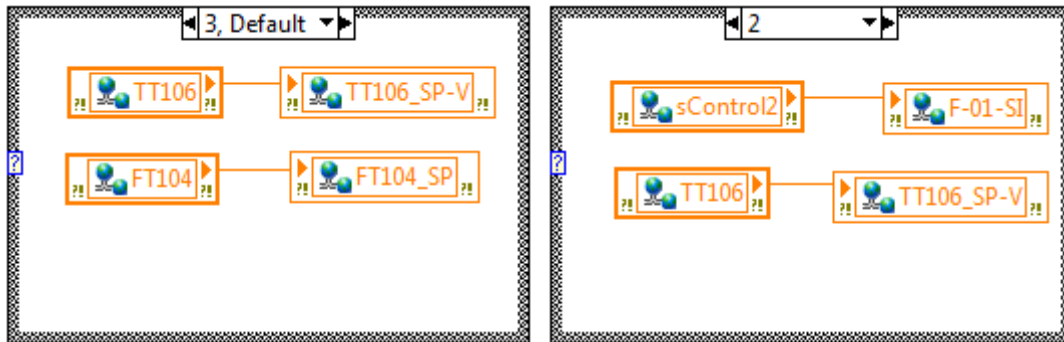 3, Default
TT106 TT106_SP-V
FT104 FT104_SP
?
2
sControl2 F-01-SI
TT106 TT106_SP-V
?